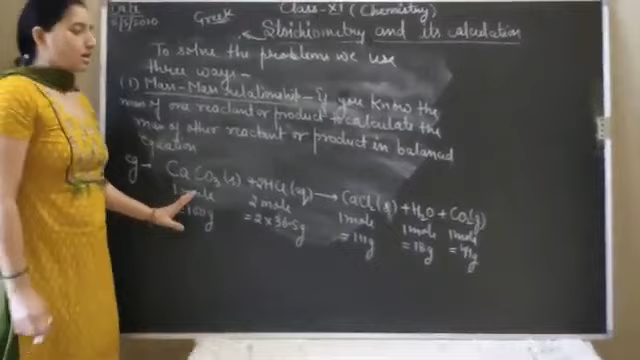 Date
Class-XI (Chemistry)
Greek
Stoichiometry and its calculation
To solve the problems we use
three ways-
(1) Mass-Mass relationship - If you know the
mass of one reactant or product to calculate the
mass of other reactant or product in balanced
equation
eg - CaCO₃(s) + 2HCl(aq) → CaCl₂(s) + H₂O + CO₂(g)
1 mole 2 mole 1 mole 1 mole 1 mole
= 100g = 2 × 36.5g = 111g = 18g = 44g